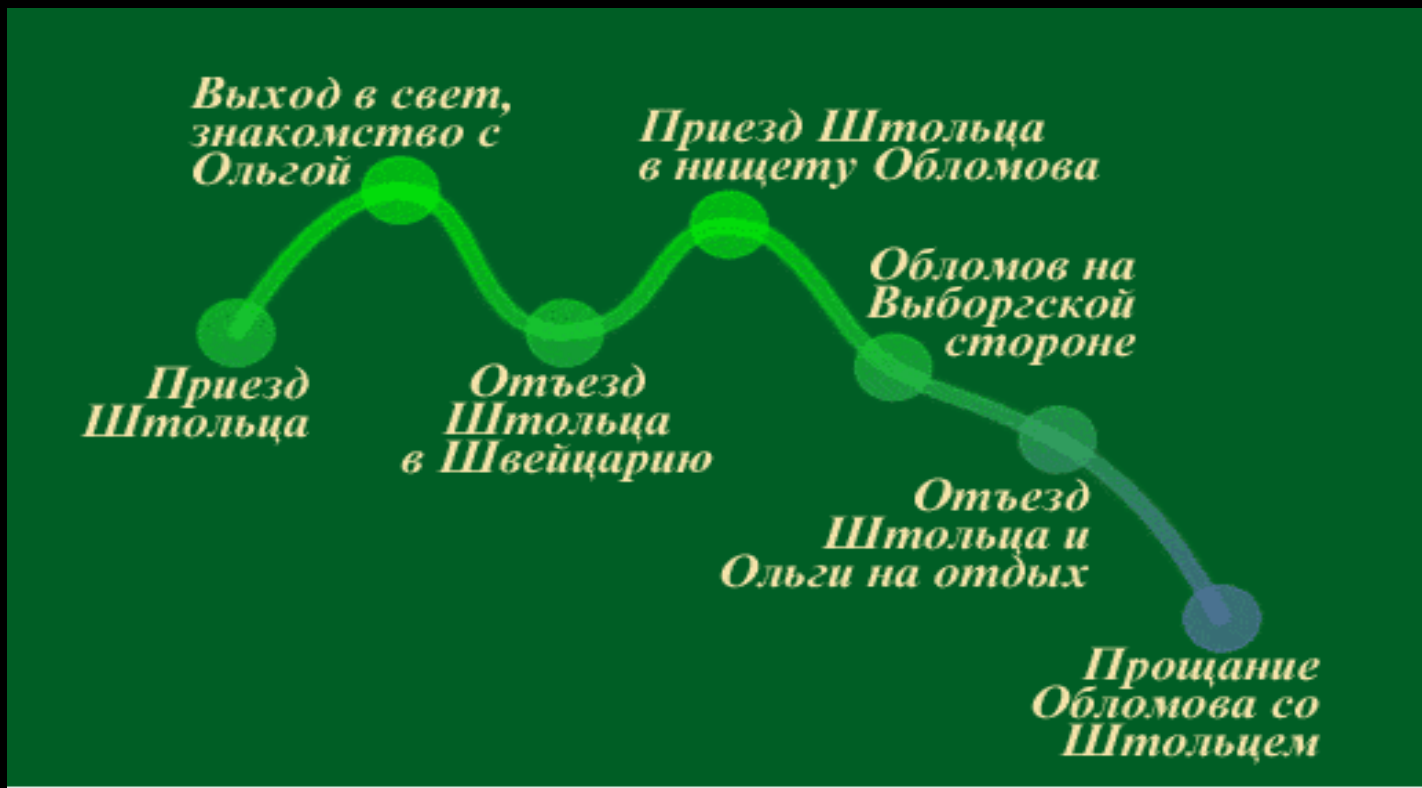 Выход в свет,
знакомство с
Ольгой
Приезд Штольца
в нищету Обломова
Обломов на
Выборгской
стороне
Приезд
Штольца
Отъезд
Штольца
в Швейцарию
Отъезд
Штольца и
Ольги на отдых
Прощание
Обломова со
Штольцем